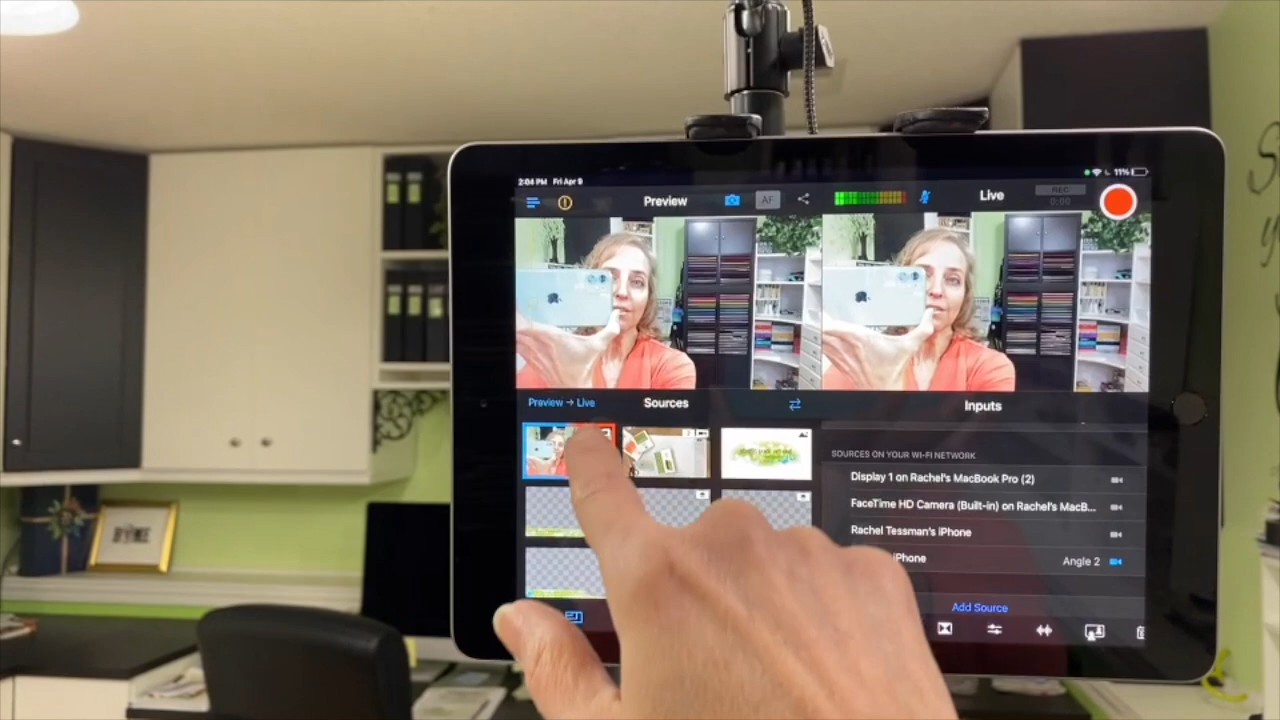 2:04 PM Fri Apr 9
11%
Preview
AF
Live
REC
0:00
Preview → Live
Sources
Inputs
SOURCES ON YOUR WI-FI NETWORK
Display 1 on Rachel's MacBook Pro (2)
FaceTime HD Camera (Built-in) on Rachel's MacB...
Rachel Tessman's iPhone
iPhone
Angle 2
Add Source